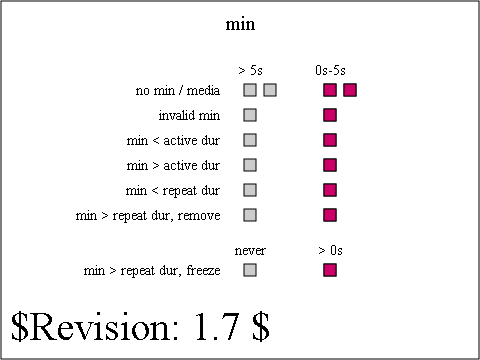 min
> 5s 0s-5s
no min / media
invalid min
min < active dur
min > active dur
min < repeat dur
min > repeat dur, remove
never > 0s
min > repeat dur, freeze
$Revision: 1.7 $